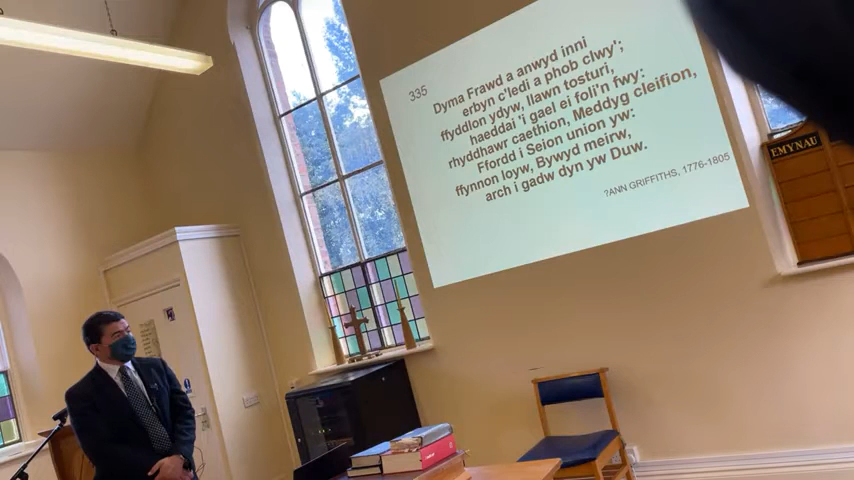 335
Dyma Frawd a anwyd inni
erbyn c'ledi a phob clwy';
ffyddlon ydyw, llawn tosturi,
haeddai 'i gael ei foli'n fwy:
rhyddhawr caethion, Meddyg cleifion,
Ffordd i Seion union yw:
ffynnon loyw, Bywyd meirw,
arch i gadw dyn yw Duw.
?ANN GRIFFITHS, 1776-1805
EMYNAU